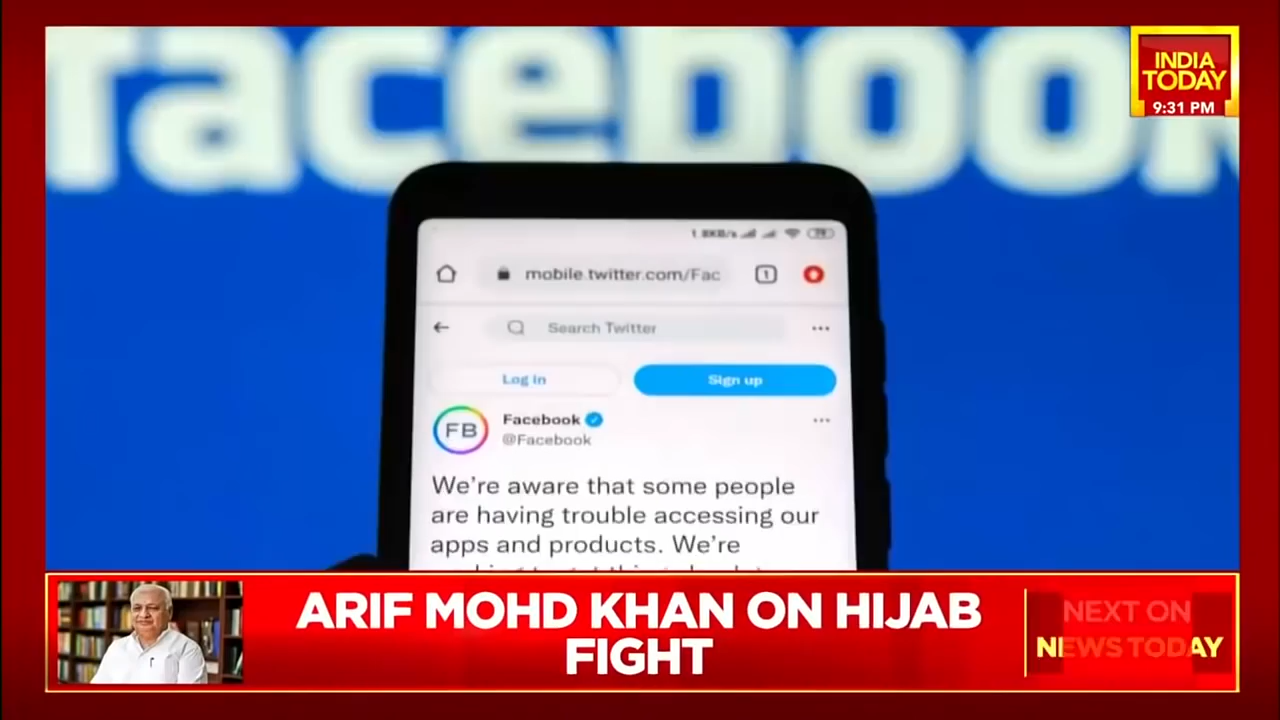 facebook
INDIA
TODAY
9:31 PM
mobile.twitter.com/Fac
1
Search Twitter
Log in
Sign up
FB
Facebook
@Facebook
We're aware that some people
are having trouble accessing our
apps and products. We're
ARIF MOHD KHAN ON HIJAB
FIGHT
NEXT ON
NEWS TODAY